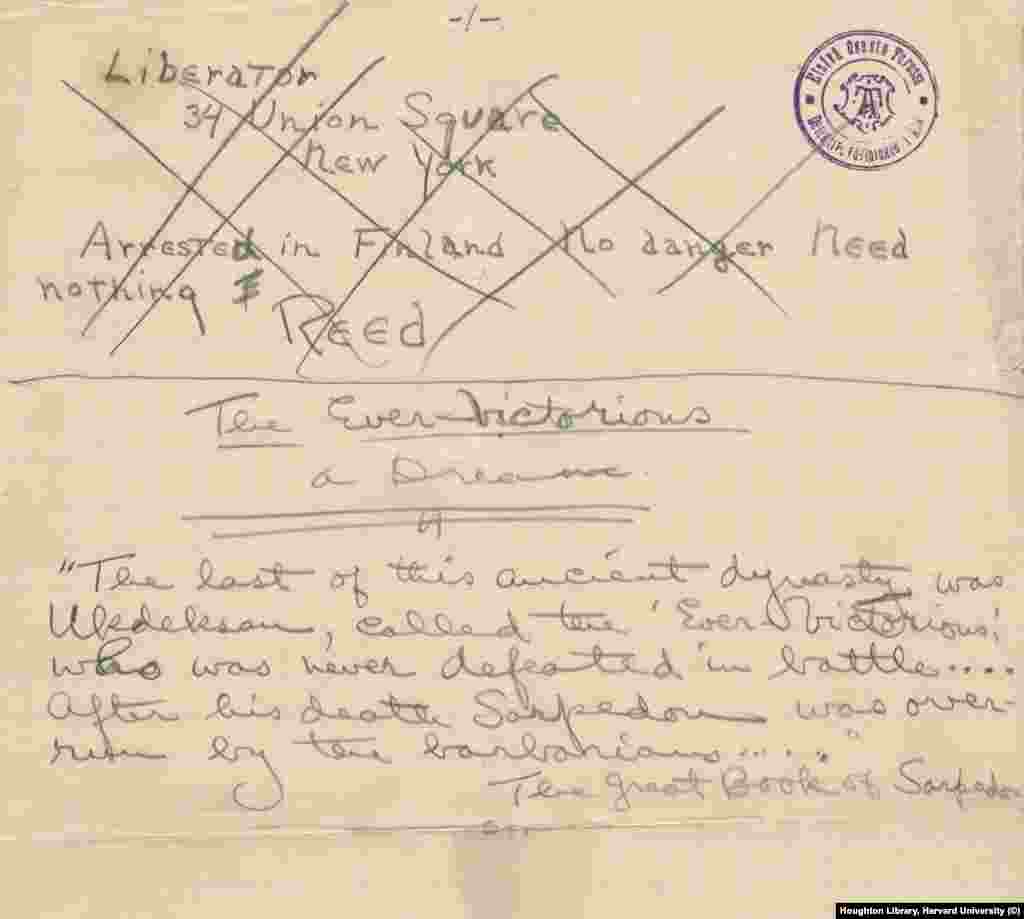 -1-
Liberator
34 Union Square
New York
Arrested in Finland No danger Need
nothing
Reed
The Ever-Victorious
a Dream.
"The last of this ancient dynasty was
called the 'Ever-Victorious,'
who was never defeated in battle....
After his death Sarpedon was over-
run by the barbarians....."
The Great Book of Sarpedon
Houghton Library, Harvard University (D)